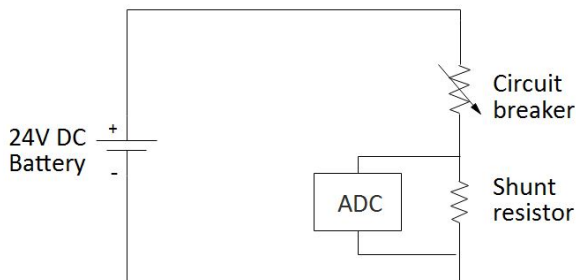 Circuit
breaker
+
24V DC
Battery
-
ADC
Shunt
resistor